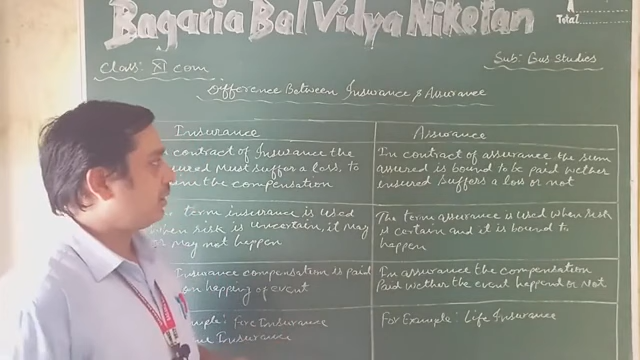 Bagaria Bal Vidya Niketan
Total
Class: XI com
Sub: Bus Studies
Difference Between Insurance & Assurance
Insurance
contract of Insurance the
ured Must suffer a loss, to
the compensation
term insurance is used
when risk is uncertain, it may
may not happen
Insurance compensation is paid
on happing of event
mple: Fire Insurance
Insurance
Assurance
In contract of assurance the sum
assured is bound to be paid wether
insured suffers a loss or not
The term assurance is used when risk
is certain and it is bound to
happen
In assurance the compensation
Paid wether the event happend or Not
For Example: Life Insurance